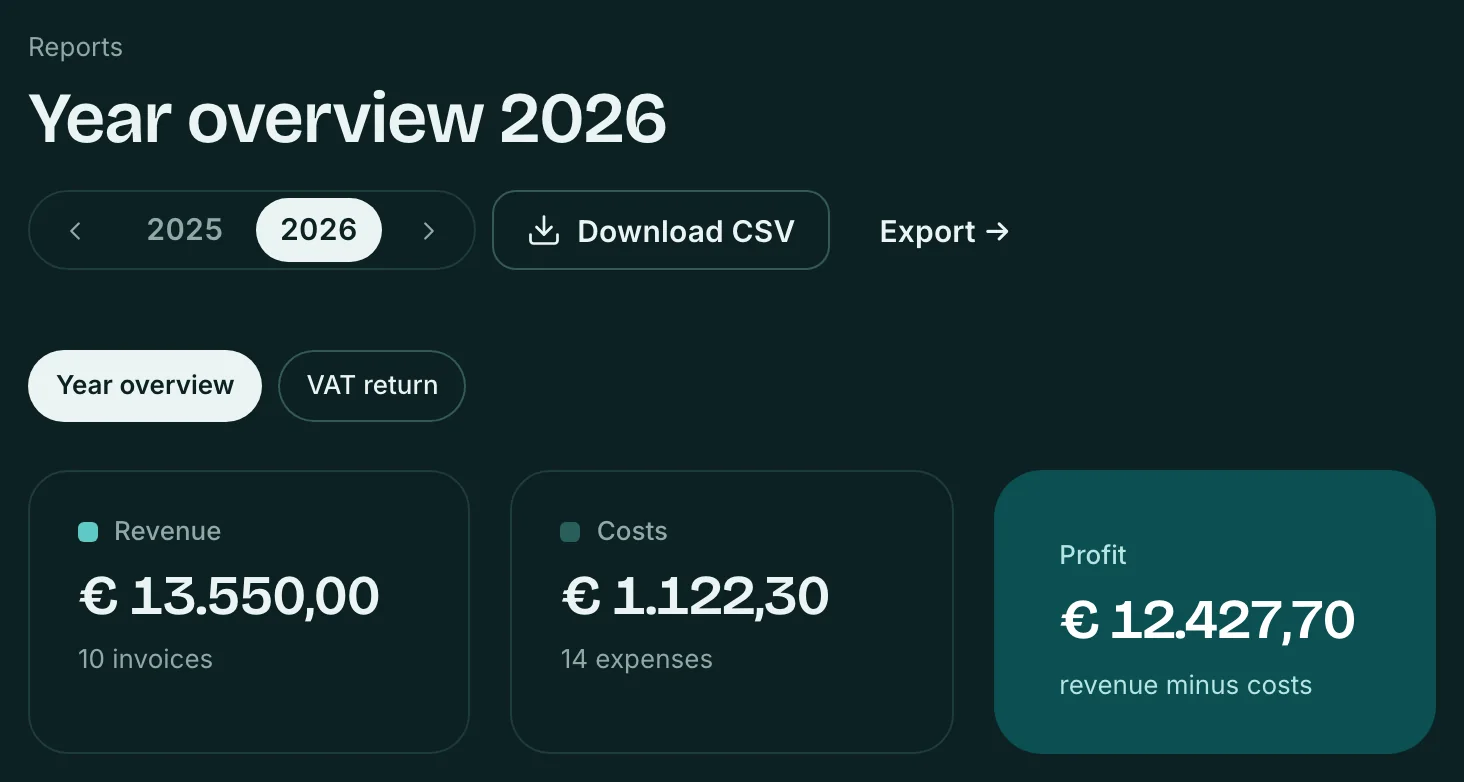 Reports
Year overview 2026
2025 2026
Download CSV
Export →
Year overview
VAT return
Revenue
€ 13.550,00
10 invoices
Costs
€ 1.122,30
14 expenses
Profit
€ 12.427,70
revenue minus costs